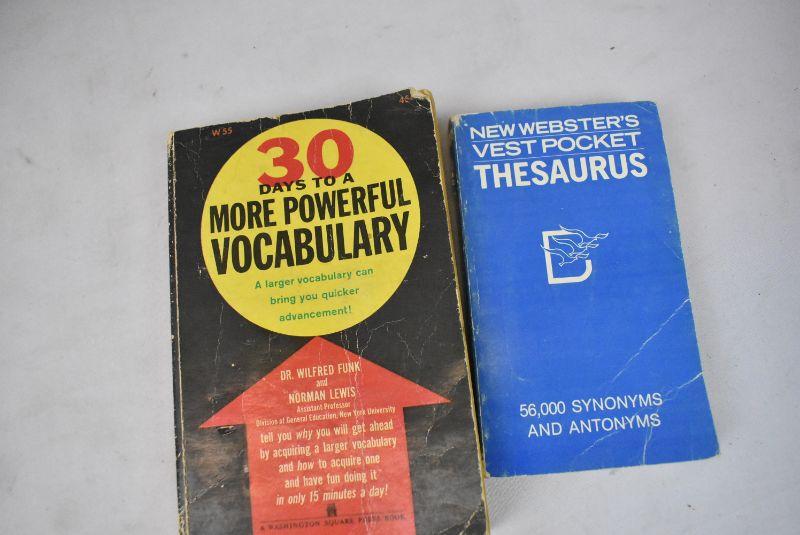 W 55
30
DAYS TO A
MORE POWERFUL
VOCABULARY
A larger vocabulary can
bring you quicker
advancement!
DR. WILFRED FUNK
and
NORMAN LEWIS
Assistant Professor
Division of General Education, New York University
tell you why you will get ahead
by acquiring a larger vocabulary
and how to acquire one
and have fun doing it
in only 15 minutes a day!
A WASHINGTON SQUARE PRESS BOOK
NEW WEBSTER'S
VEST POCKET
THESAURUS
56,000 SYNONYMS
AND ANTONYMS